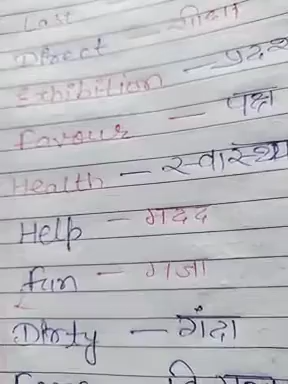 Last -
Direct -
Exhibition -
Favour - पक्ष
Health - स्वास्थ्य
Help - मदद
fun - मजा
Dirty - गंदा